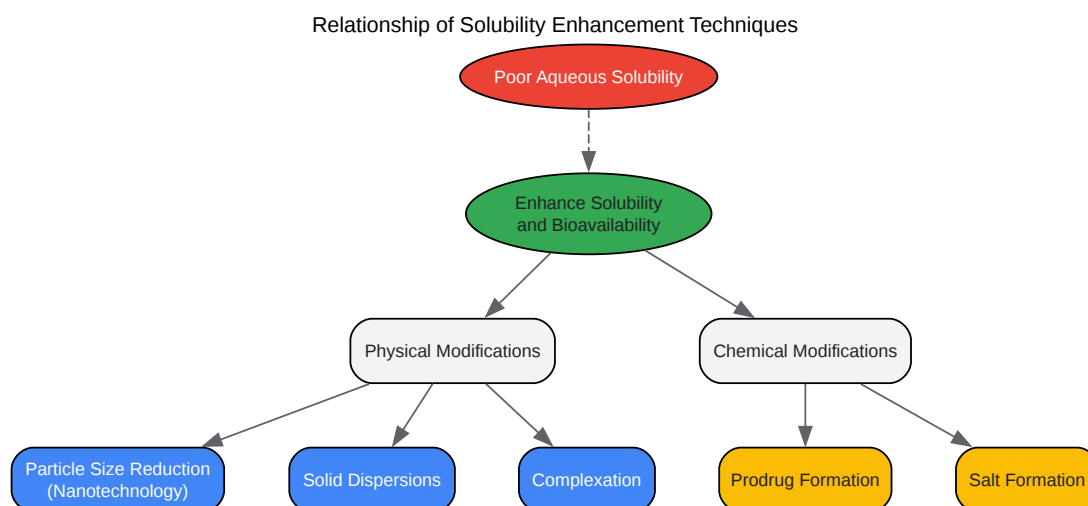 Relationship of Solubility Enhancement Techniques
Poor Aqueous Solubility
Enhance Solubility
and Bioavailability
Physical Modifications
Chemical Modifications
Particle Size Reduction
(Nanotechnology)
Solid Dispersions
Complexation
Prodrug Formation
Salt Formation